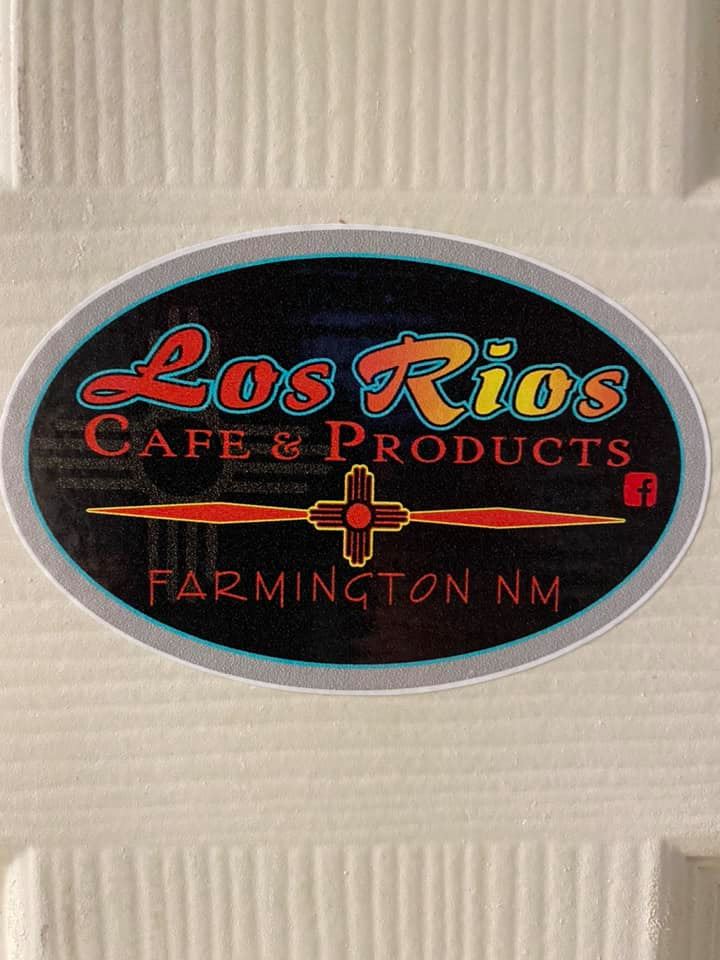 Los Rios
CAFE & PRODUCTS
f
FARMINGTON NM